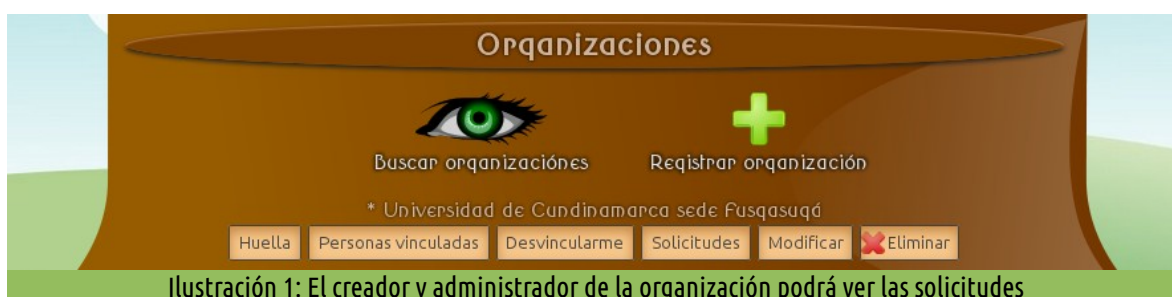 Organizaciones
Buscar organizaciónes
Registrar organización
* Universidad de Cundinamarca sede Fusgasugá
Huella
Personas vinculadas
Desvincularme
Solicitudes
Modificar
Eliminar
Ilustración 1: El creador y administrador de la organización podrá ver las solicitudes